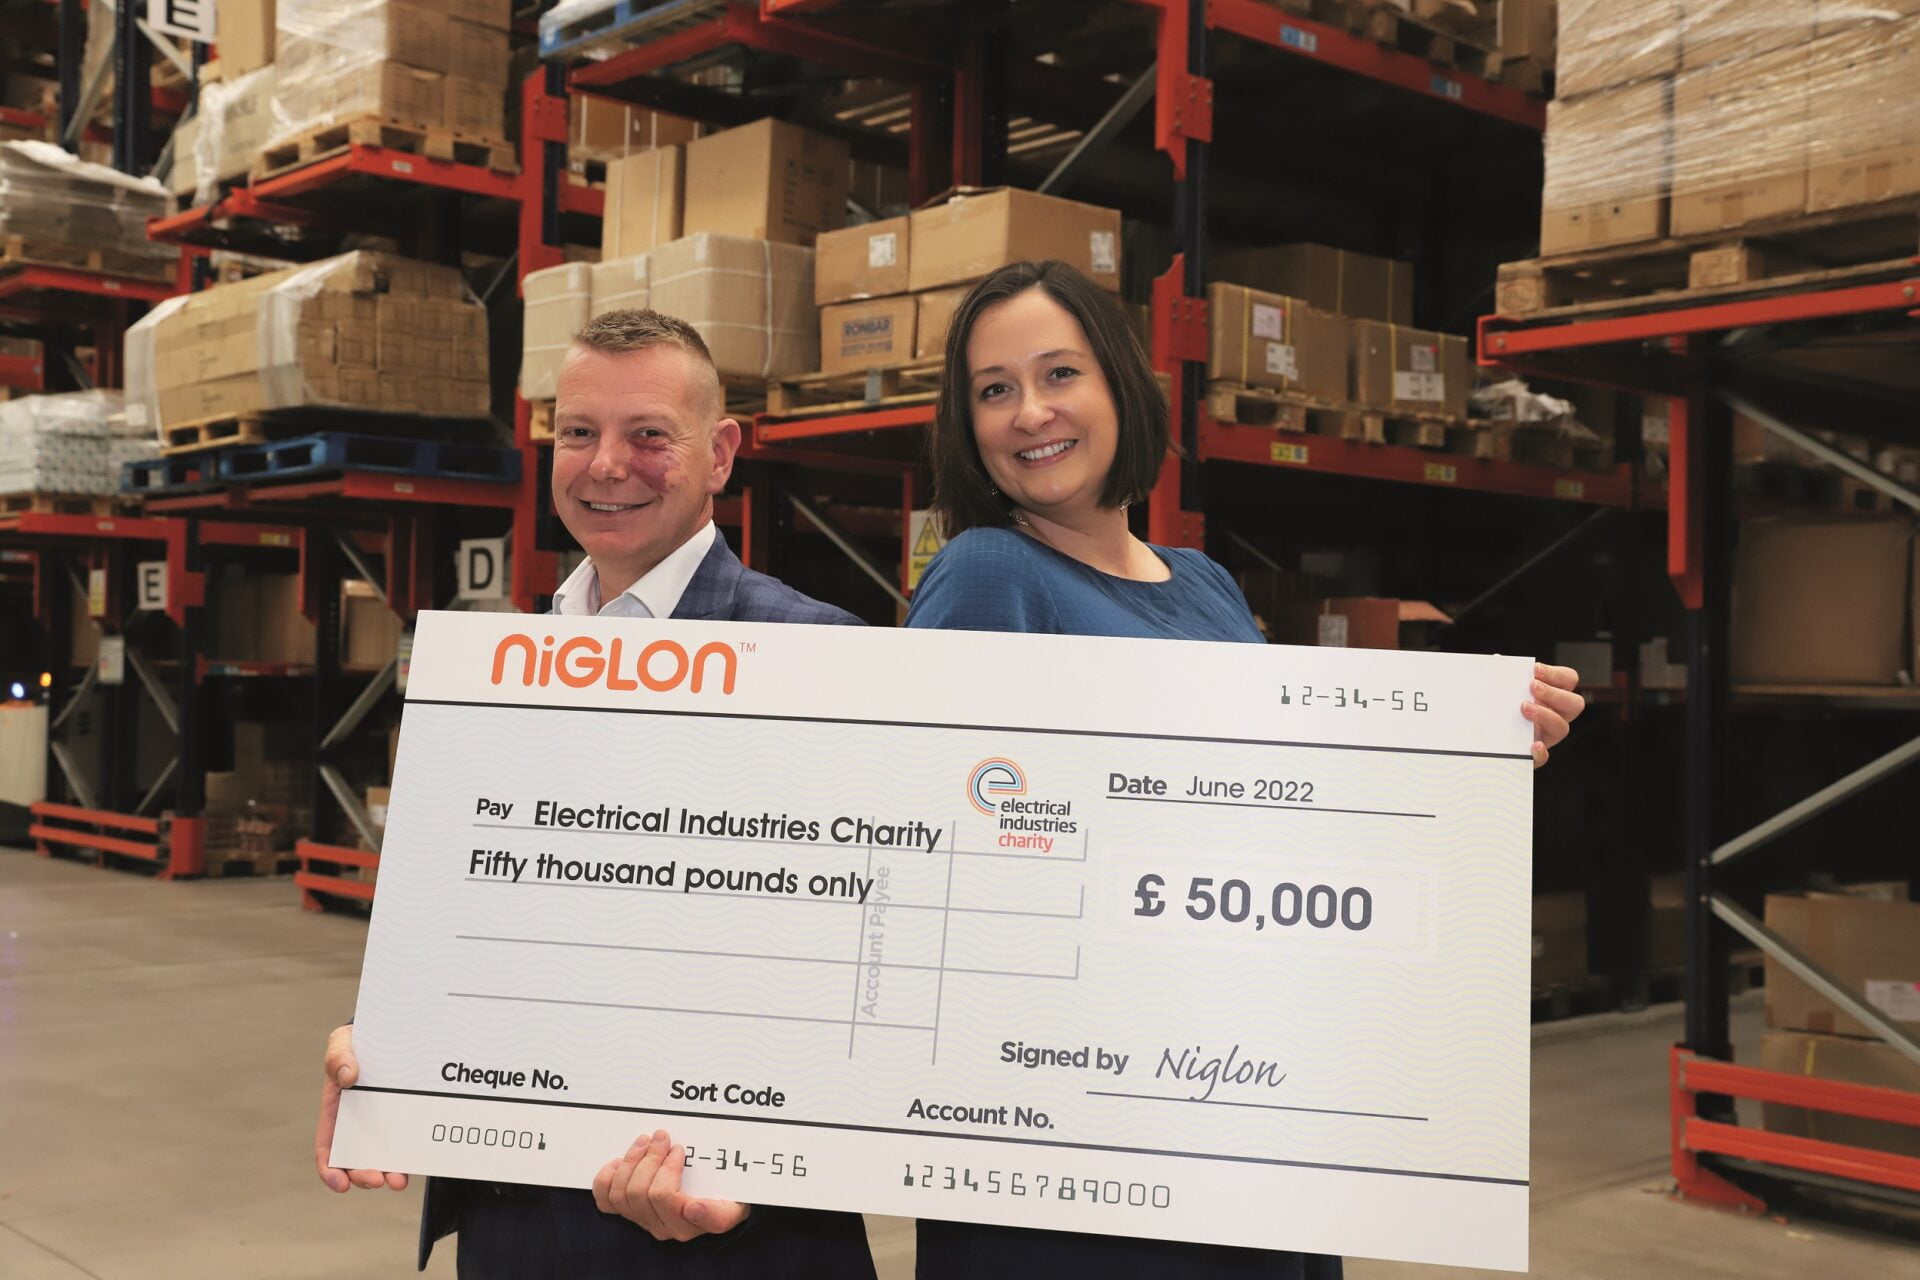 E
RONBAR
E
D
NiGLON™
12-34-56
electrical
industries
charity
Date June 2022
Pay Electrical Industries Charity
Fifty thousand pounds only
£ 50,000
Account Payee
Signed by Niglon
Cheque No.
Sort Code
Account No.
0000001
2-34-56
123456789000